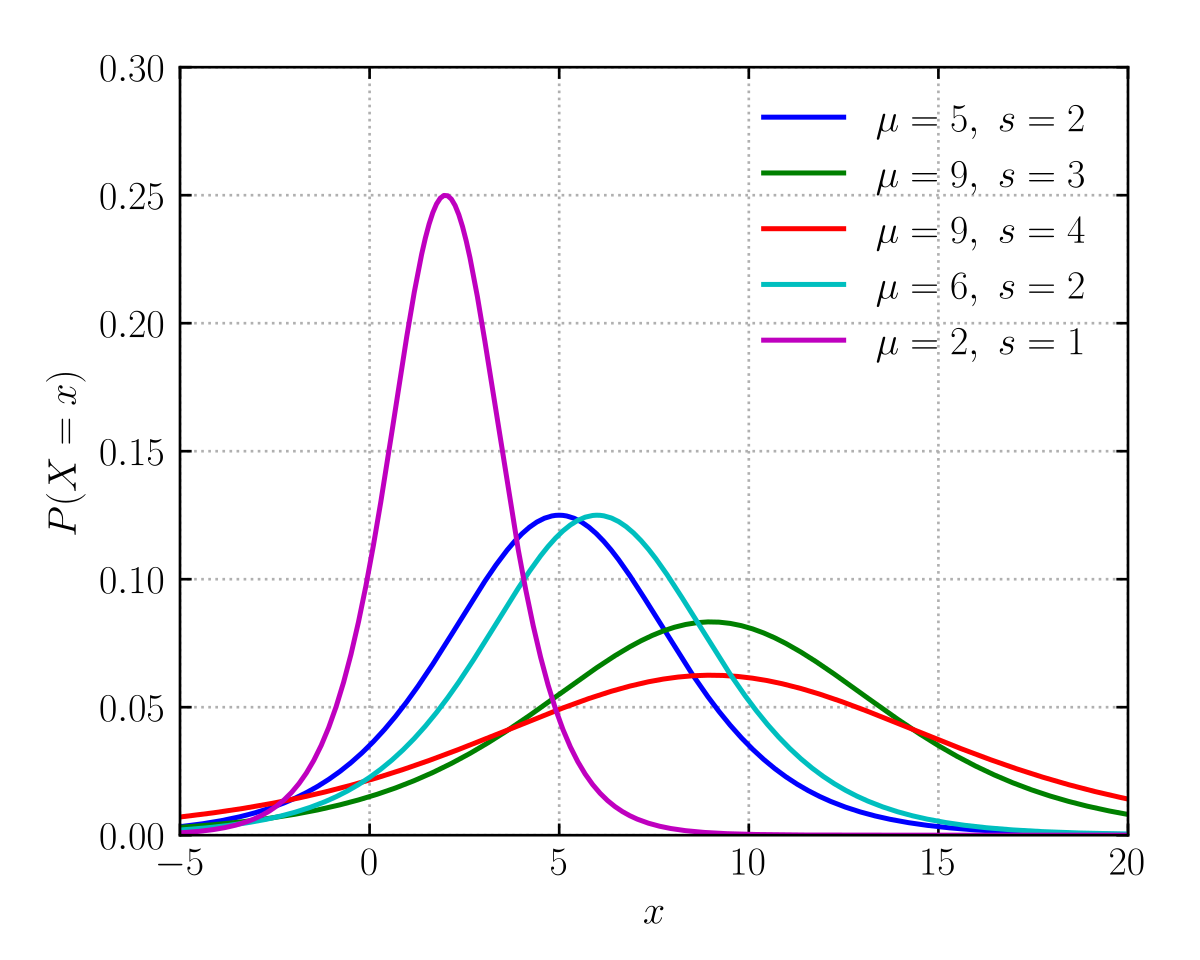 0.30
0.25
0.20
0.15
0.10
0.05
0.00
P(X = x)
μ = 5, s = 2
μ = 9, s = 3
μ = 9, s = 4
μ = 6, s = 2
μ = 2, s = 1
−5 0 5 10 15 20
x